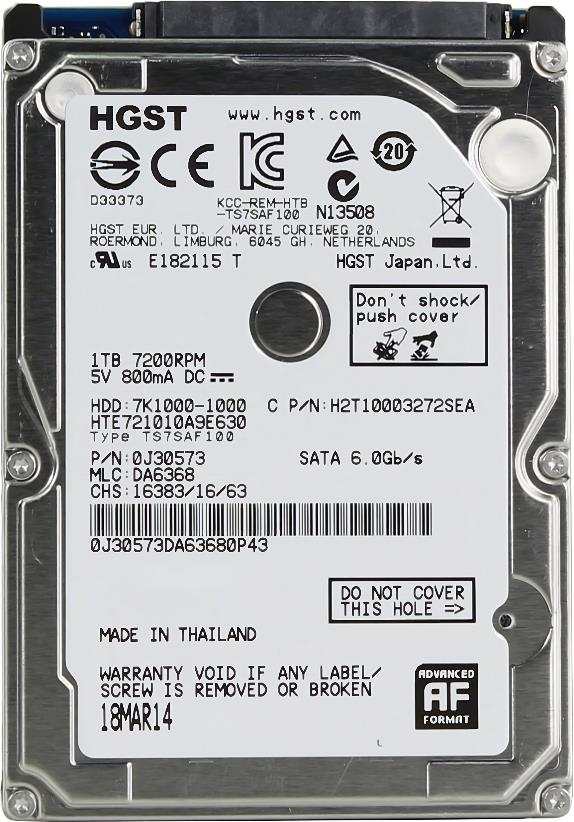 HGST www.hgst.com
CE 20
D33373 KCC-REM-HTB
-TS7SAF100 N13508
HGST EUR. LTD. / MARIE CURIEWEG 20,
ROERMOND, LIMBURG, 6045 GH, NETHERLANDS
c RU us E182115 T HGST Japan,Ltd.
Don't shock/
push cover
1TB 7200RPM
5V 800mA DC
HDD:7K1000-1000 C P/N:H2T10003272SEA
HTE721010A9E630
Type TS7SAF100
P/N:0J30573 SATA 6.0Gb/s
MLC:DA6368
CHS:16383/16/63
0J30573DA63680P43
DO NOT COVER
THIS HOLE =>
MADE IN THAILAND
WARRANTY VOID IF ANY LABEL/
SCREW IS REMOVED OR BROKEN
18MAR14
ADVANCED
AF
FORMAT